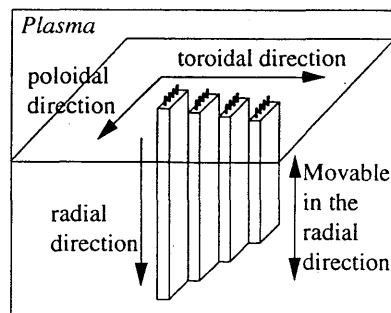 Plasma
toroidal direction
poloidal
direction
radial
direction
Movable
in the
radial
direction